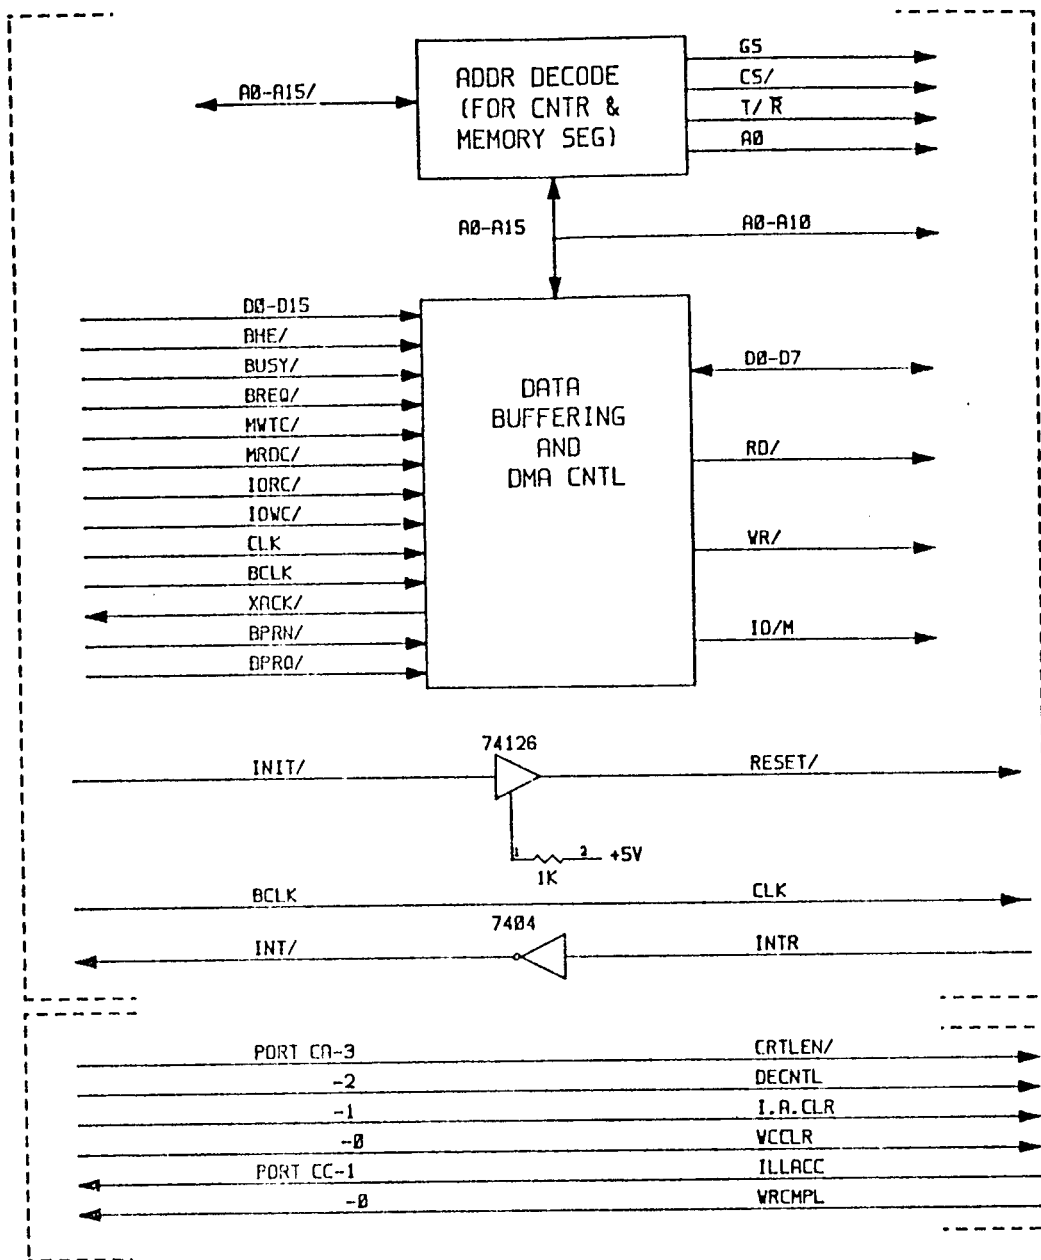 GS
ADDR DECODE
(FOR CNTR &
MEMORY SEG)
A0-A15/
CS/
T/R̅
A0
A0-A15
A0-A10
D0-D15
BHE/
BUSY/
BREQ/
MWTC/
MRDC/
IORC/
IOWC/
CLK
BCLK
XACK/
BPRN/
BPRO/
DATA
BUFFERING
AND
DMA CNTL
D0-D7
RD/
WR/
IO/M
74126
INIT/
RESET/
1 2 +5V
1K
BCLK
CLK
7404
INT/
INTR
PORT CA-3
CRTLEN/
-2
DECNTL
-1
I.A.CLR
-0
WCCLR
PORT CC-1
ILLACC
-0
WRCMPL